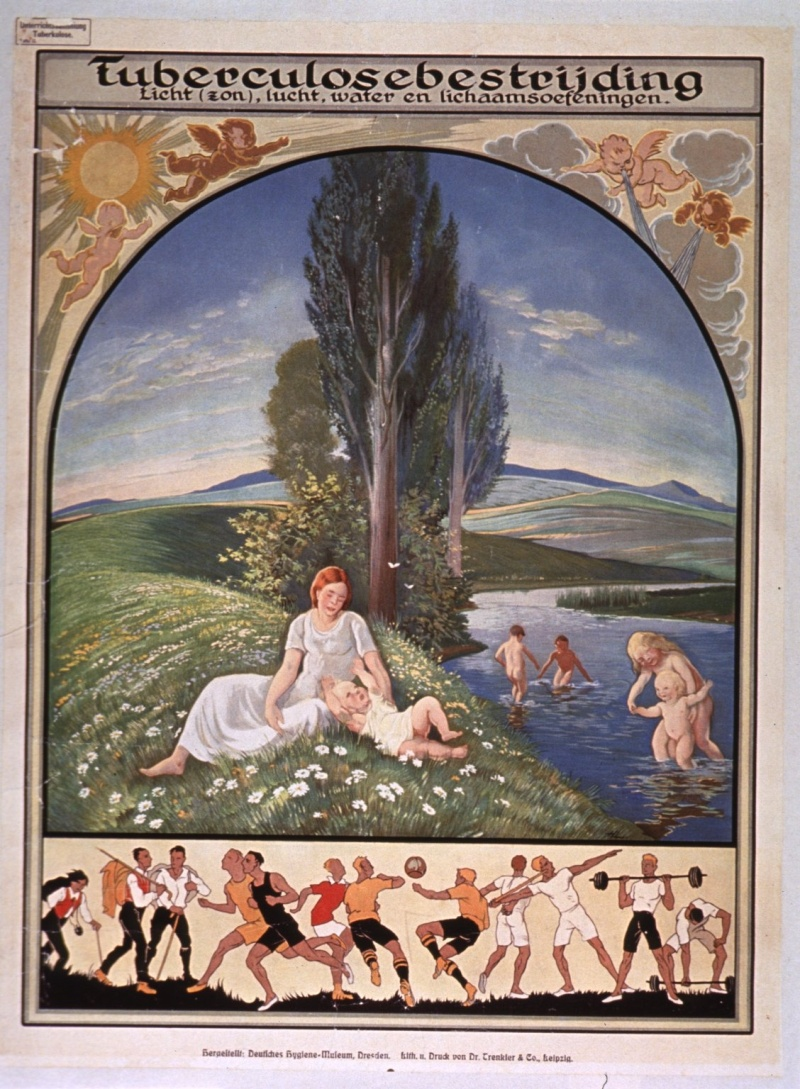 Tuberkulose.
Tuberculosebestrijding
Licht (zon), lucht, water en lichaamsoefeningen.
Hergestellt: Deutsches Hygiene-Museum, Dresden. Lith. u. Druck von Dr. Trenkler & Co., Leipzig.